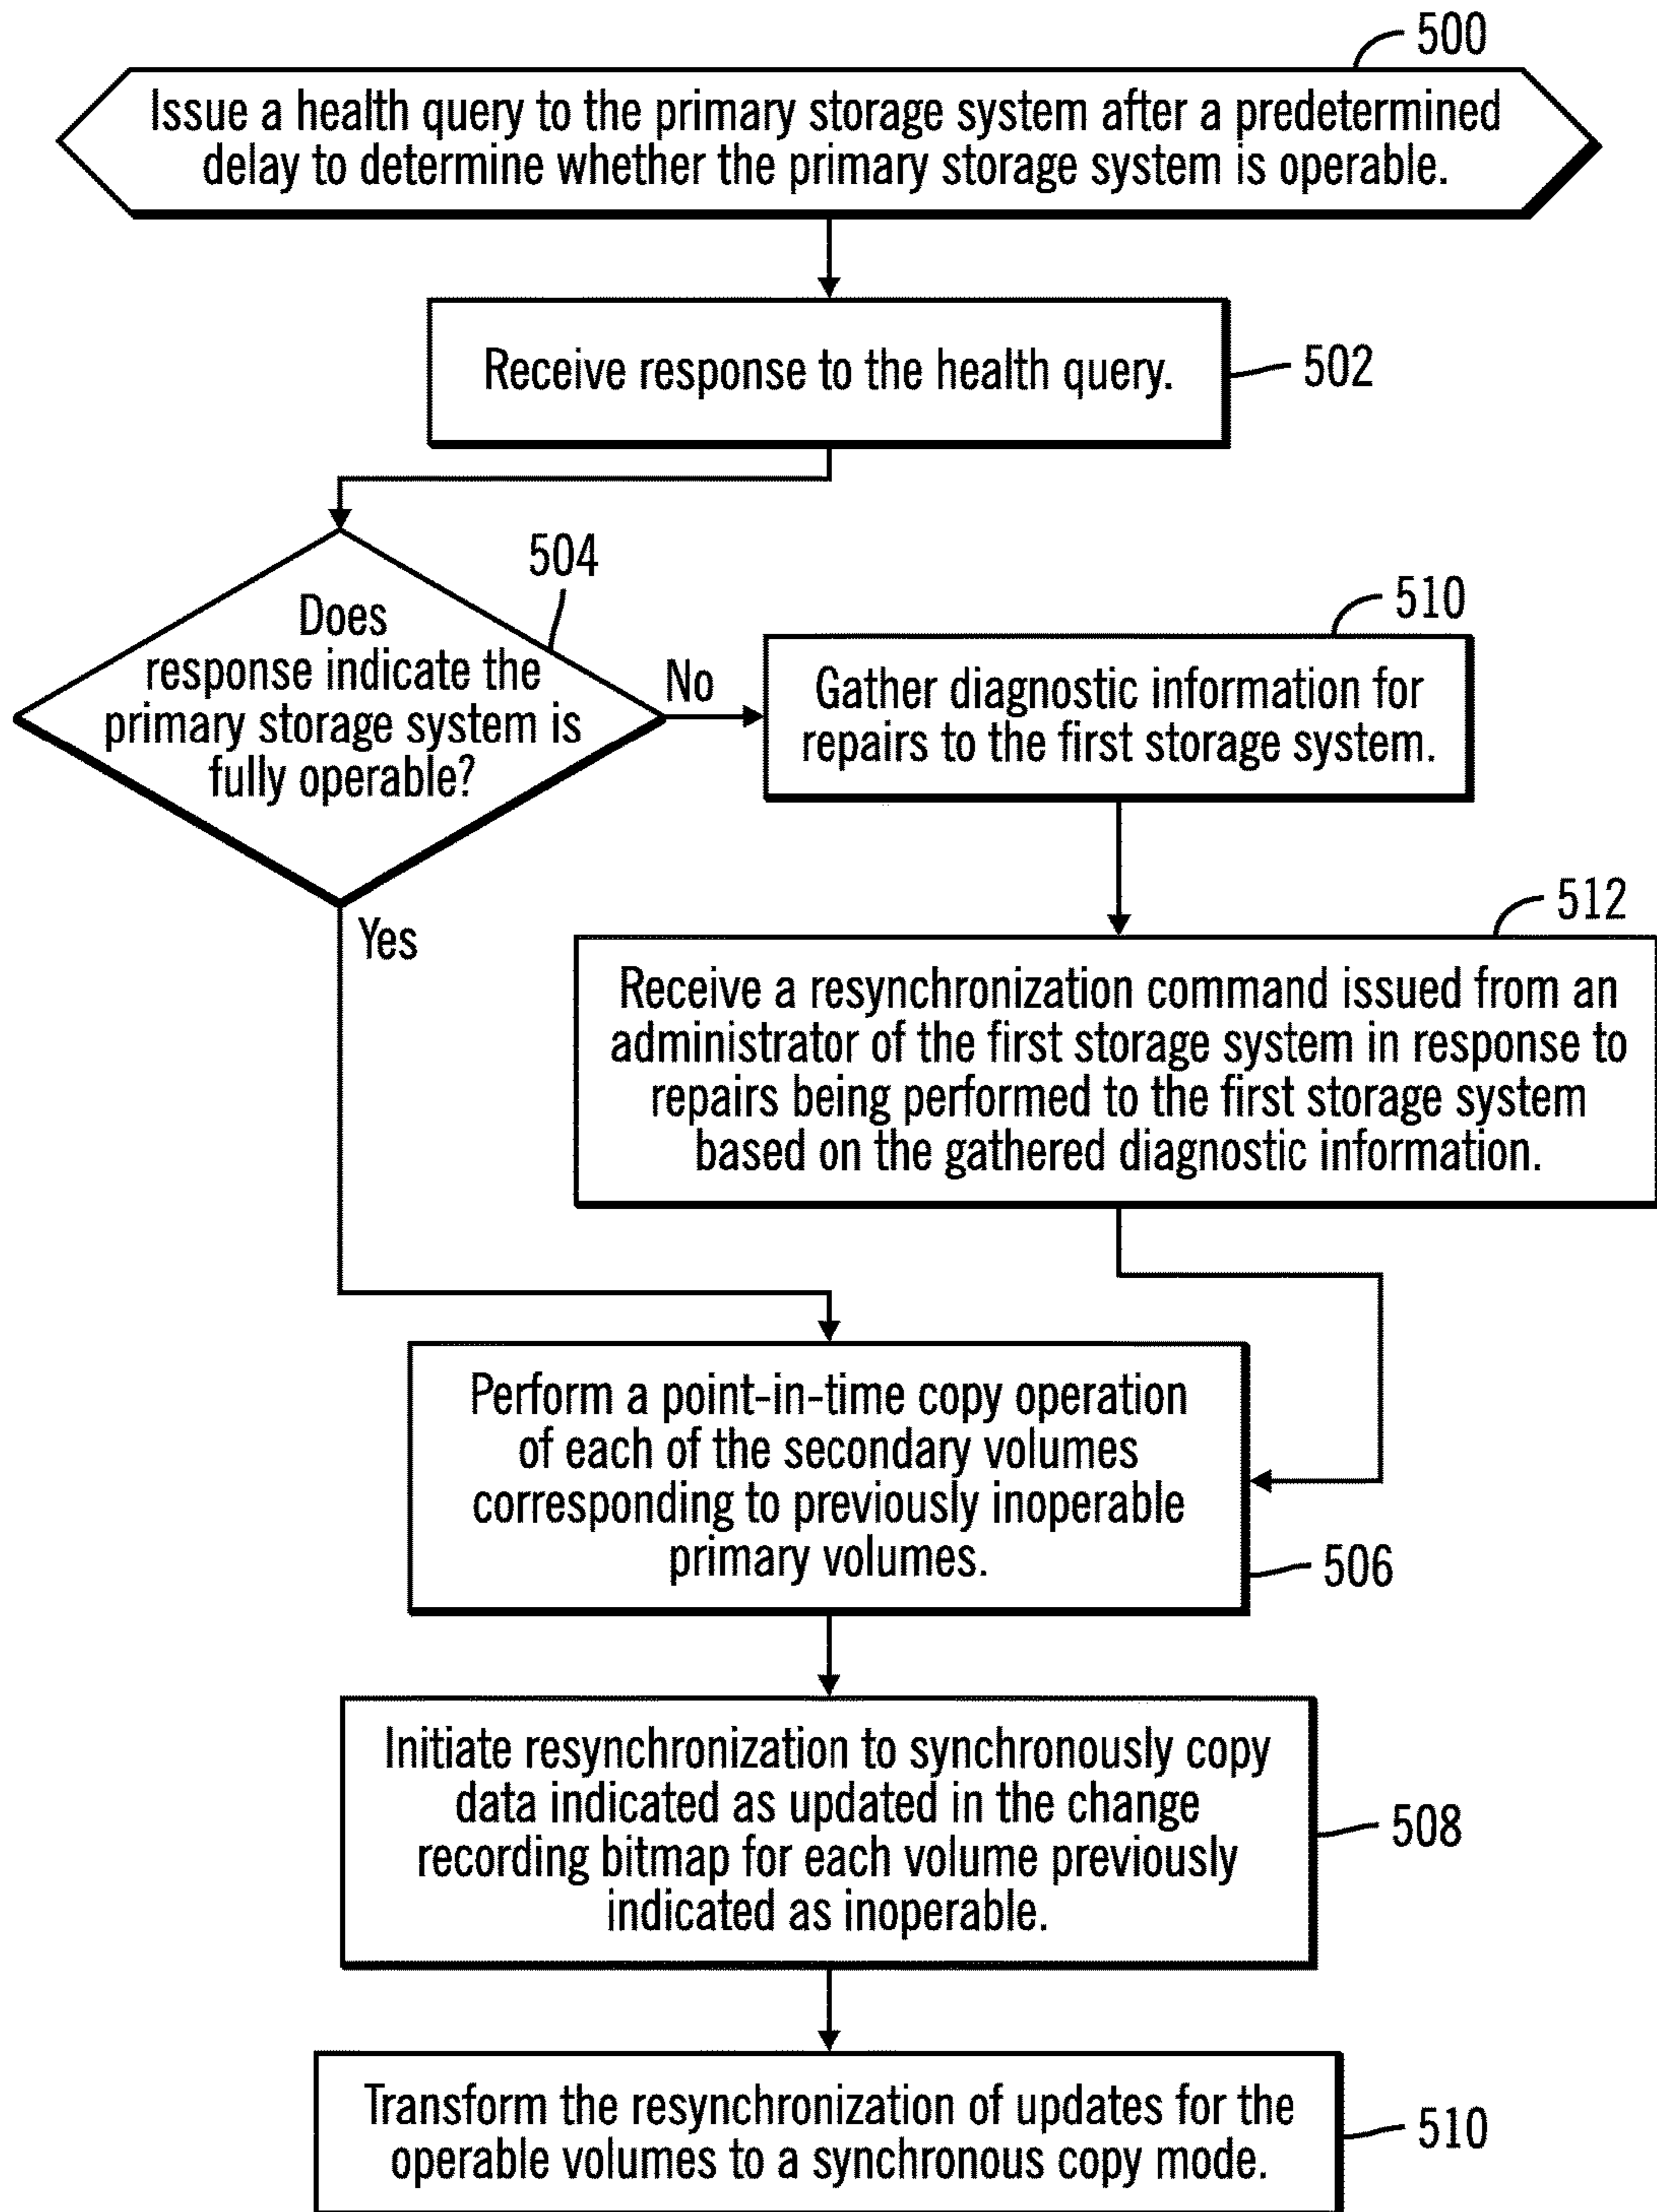 500
Issue a health query to the primary storage system after a predetermined
delay to determine whether the primary storage system is operable.
Receive response to the health query.
502
504
Does
response indicate the
primary storage system is
fully operable?
No
Yes
510
Gather diagnostic information for
repairs to the first storage system.
512
Receive a resynchronization command issued from an
administrator of the first storage system in response to
repairs being performed to the first storage system
based on the gathered diagnostic information.
Perform a point-in-time copy operation
of each of the secondary volumes
corresponding to previously inoperable
primary volumes.
506
Initiate resynchronization to synchronously copy
data indicated as updated in the change
recording bitmap for each volume previously
indicated as inoperable.
508
Transform the resynchronization of updates for the
operable volumes to a synchronous copy mode.
510